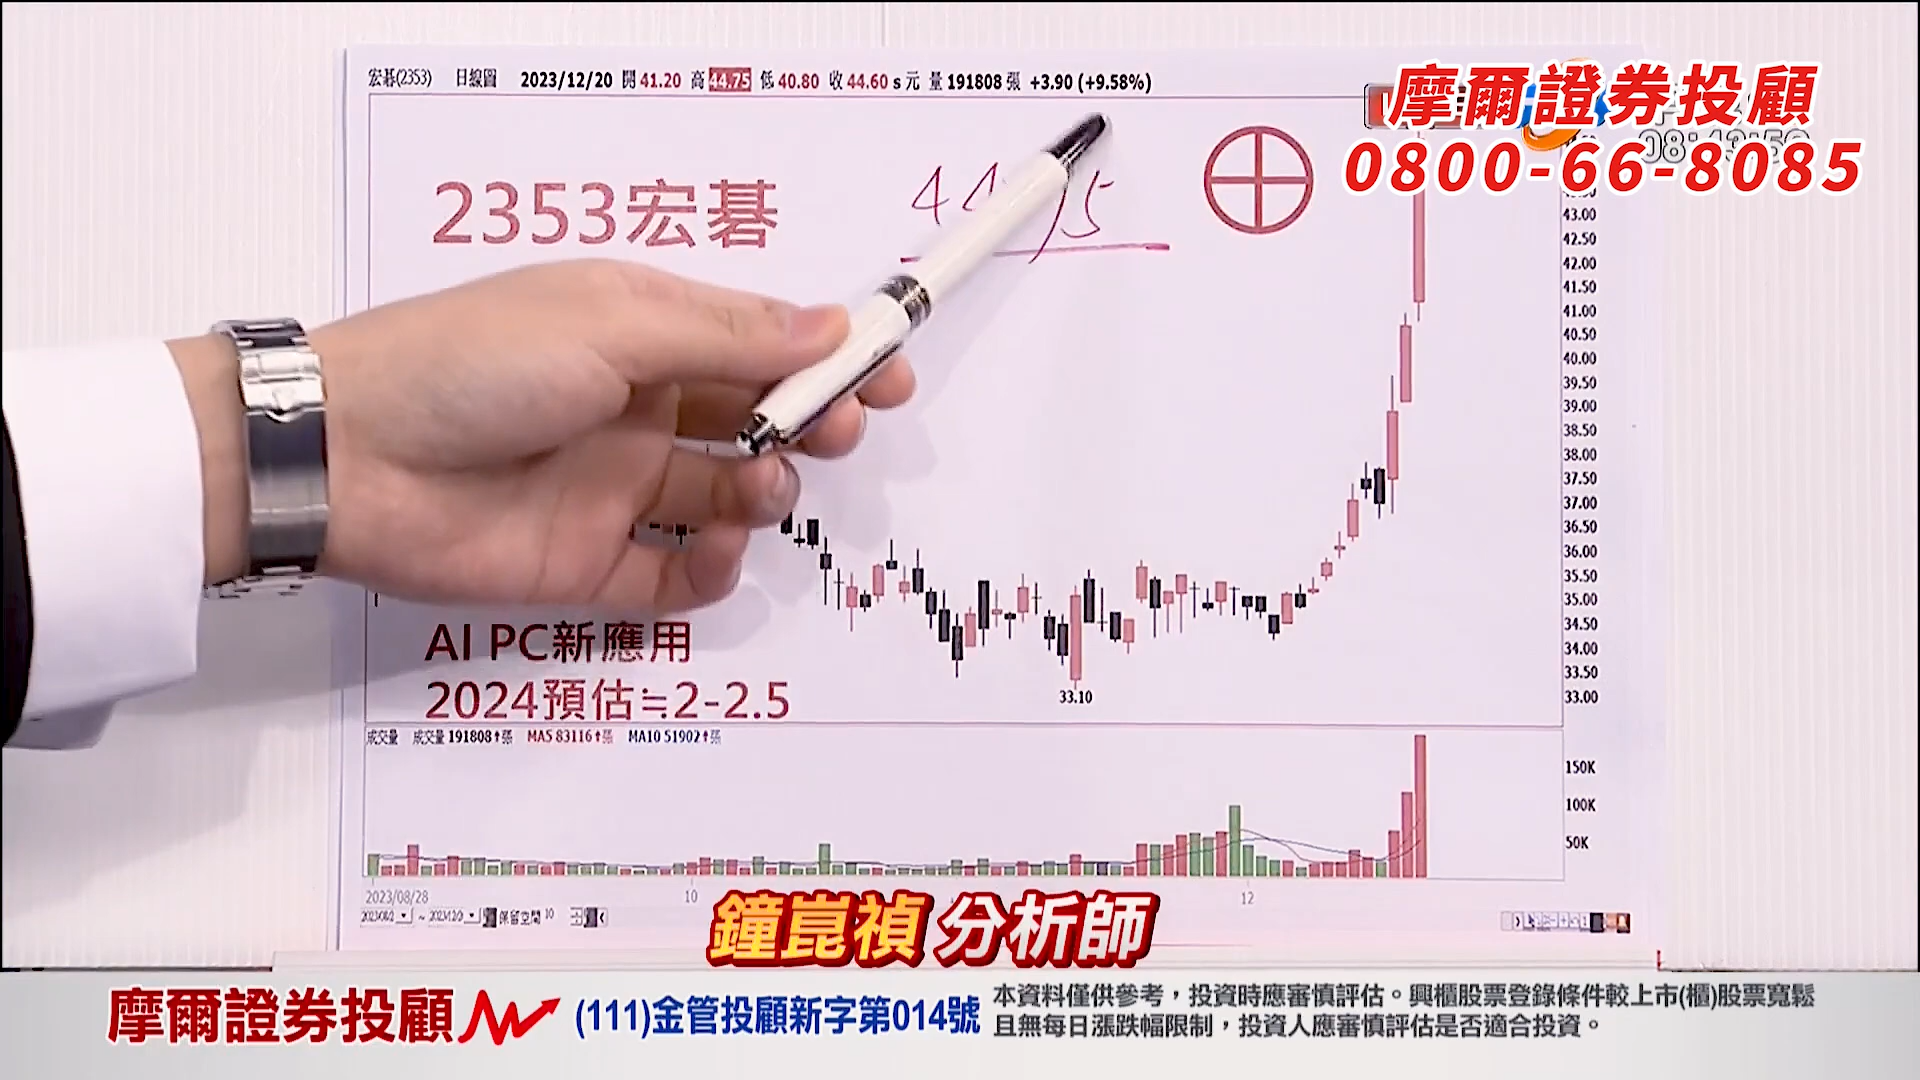 宏碁(2353) 日線圖 2023/12/20 開 41.20 高 44.75 低 40.80 收 44.60 s 元 量 191808 張 +3.90 (+9.58%)
摩爾證券投顧
0800-66-8085
2353宏碁
43.00
42.50
42.00
41.50
41.00
40.50
40.00
39.50
39.00
38.50
38.00
37.50
37.00
36.50
36.00
35.50
35.00
34.50
34.00
33.50
33.00
AI PC新應用
2024預估≒2-2.5
33.10
成交量 成交量 191808↑張 MA5 83116↑張 MA10 51902↑張
150K
100K
50K
2023/08/28 10 12
保留空間 10
鐘崑禎 分析師
摩爾證券投顧 (111)金管投顧新字第014號
本資料僅供參考，投資時應審慎評估。興櫃股票登錄條件較上市(櫃)股票寬鬆
且無每日漲跌幅限制，投資人應審慎評估是否適合投資。